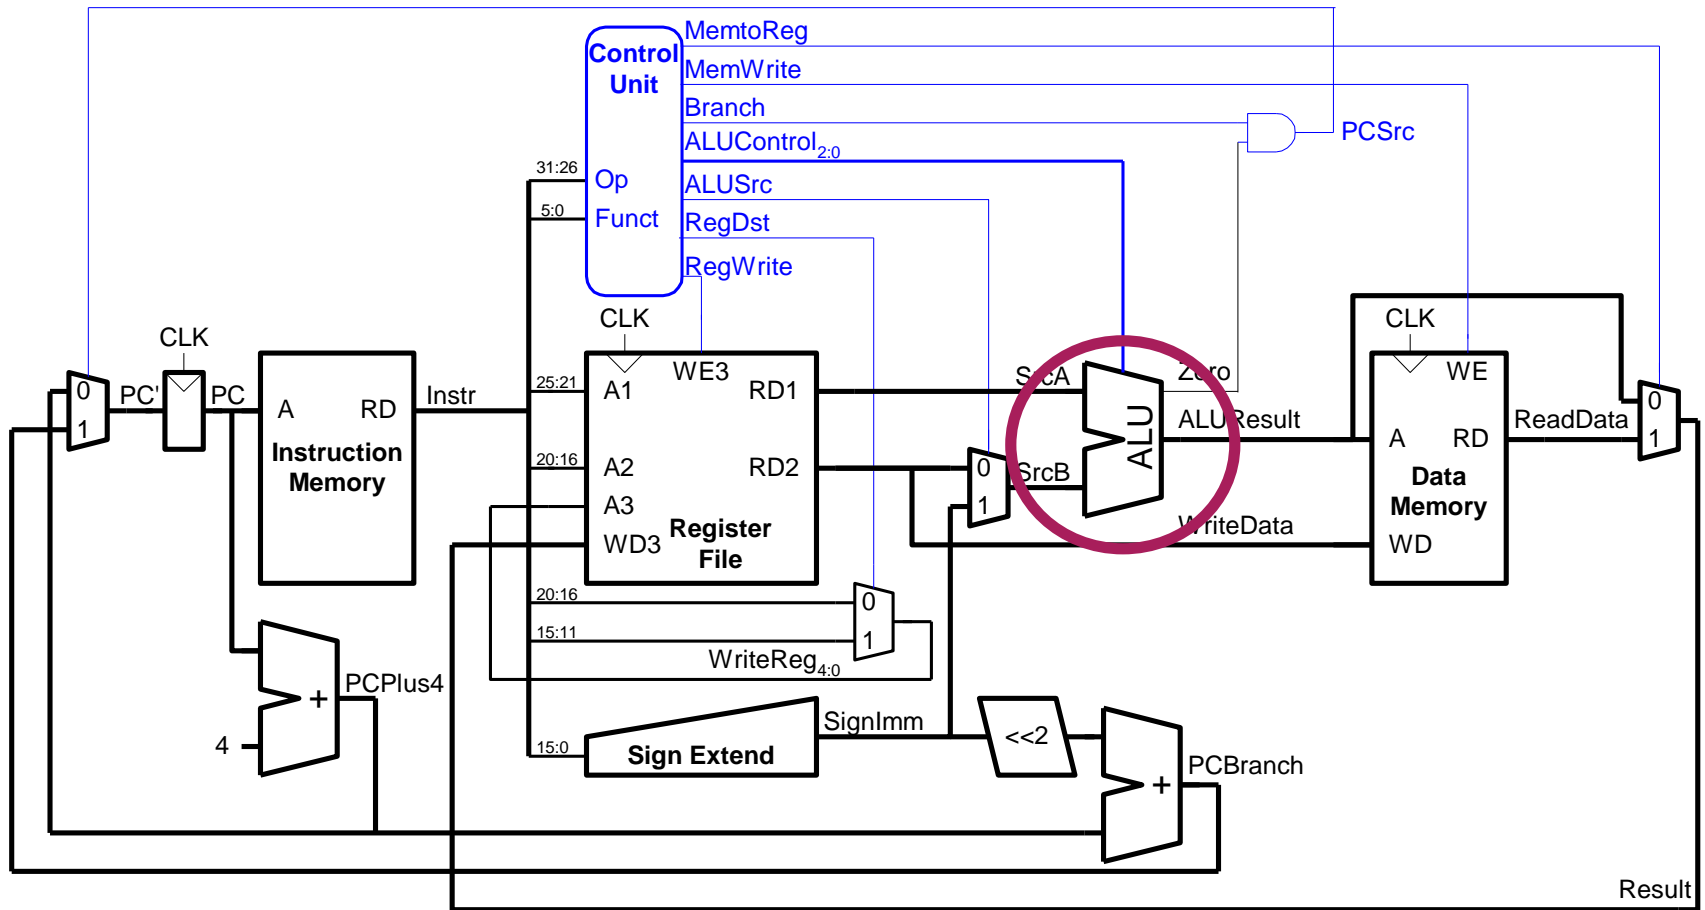 MemtoReg
Control
Unit
MemWrite
Branch
ALUControl2:0
PCSrc
31:26
Op
ALUSrc
5:0
Funct
RegDst
RegWrite
CLK
CLK
CLK
0
1
PC'
PC
A
RD
Instruction
Memory
Instr
25:21
A1
WE3
RD1
SrcA
Zero
ALU
ALUResult
WE
A
RD
ReadData
0
1
20:16
A2
RD2
0
1
SrcB
Data
Memory
A3
WD3
Register
File
WriteData
WD
20:16
0
15:11
1
WriteReg4:0
PCPlus4
+
4
SignImm
15:0
Sign Extend
<<2
+
PCBranch
Result